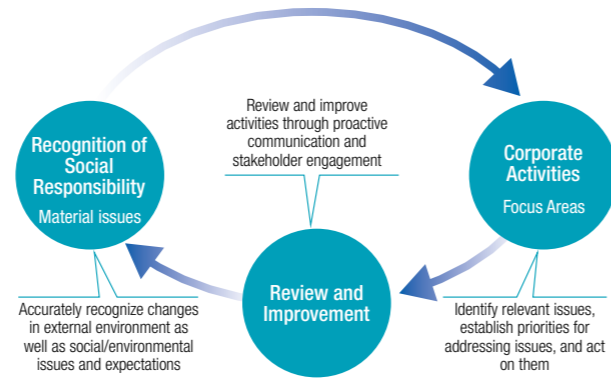 Recognition of
Social
Responsibility
Material issues
Accurately recognize changes
in external environment as
well as social/environmental
issues and expectations
Review and improve
activities through proactive
communication and
stakeholder engagement
Review and
Improvement
Corporate
Activities
Focus Areas
Identify relevant issues,
establish priorities for
addressing issues, and act
on them